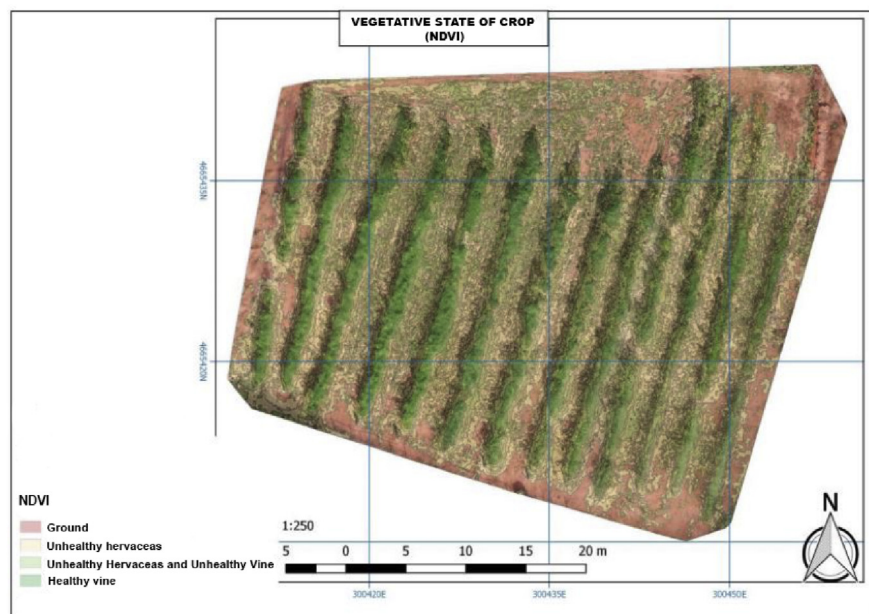 VEGETATIVE STATE OF CROP
(NDVI)
4665435N
4665420N
NDVI
Ground
Unhealthy hervaceas
Unhealthy Hervaceas and Unhealthy Vine
Healthy vine
1:250
5 0 5 10 15 20 m
N
300420E 300435E 300450E